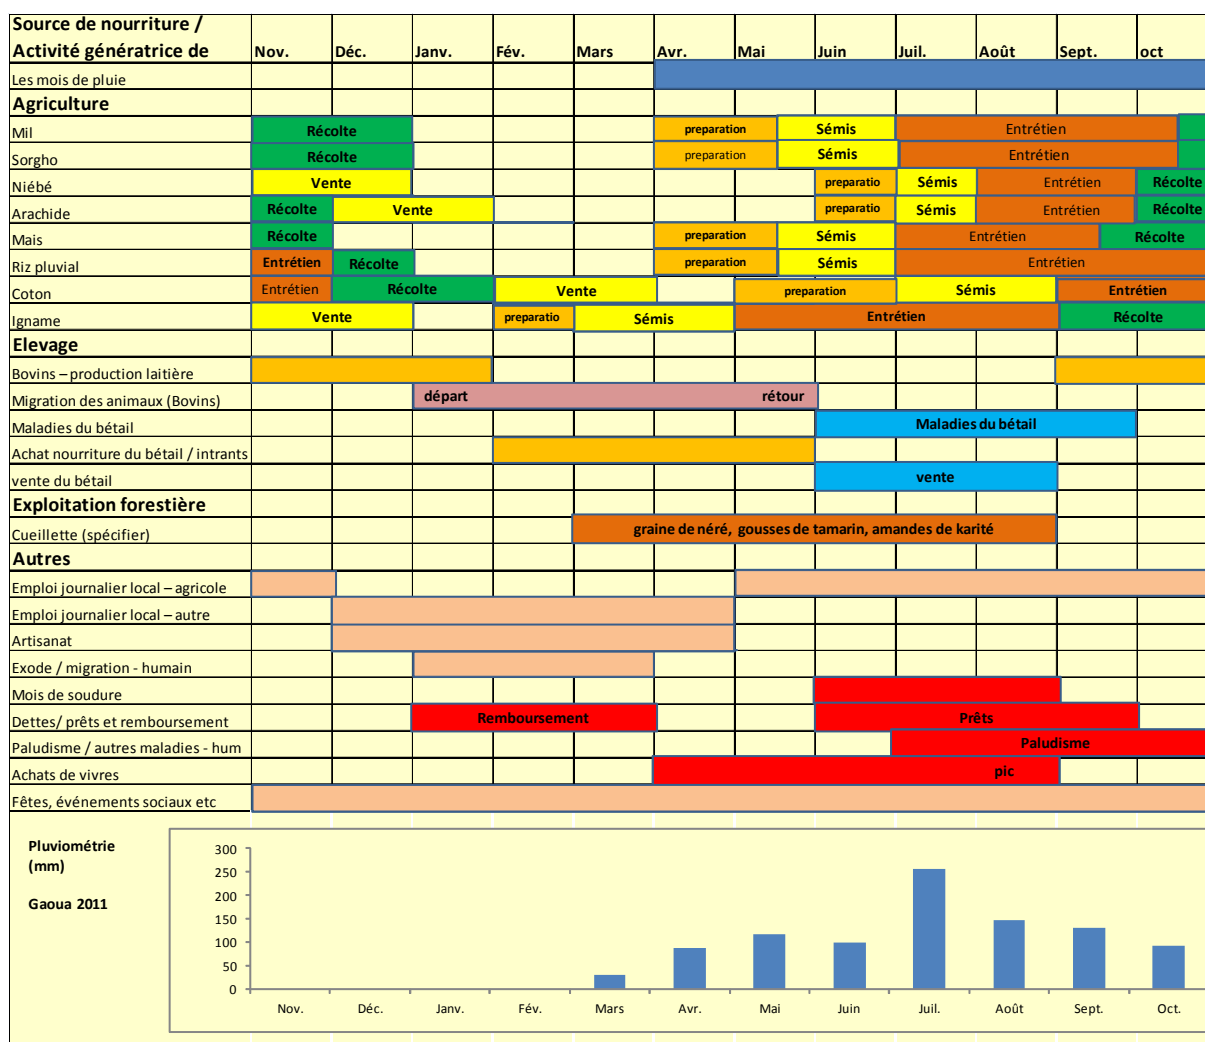 Source de nourriture /
Activité génératrice de Nov. Déc. Janv. Fév. Mars Avr. Mai Juin Juil. Août Sept. oct
Les mois de pluie
Agriculture
Mil Récolte preparation Sémis Entrétien
Sorgho Récolte preparation Sémis Entrétien
Niébé Vente preparatio Sémis Entrétien Récolte
Arachide Récolte Vente preparatio Sémis Entrétien Récolte
Mais Récolte preparation Sémis Entrétien Récolte
Riz pluvial Entrétien Récolte preparation Sémis Entrétien
Coton Entrétien Récolte Vente preparation Sémis Entrétien
Igname Vente preparatio Sémis Entrétien Récolte
Elevage
Bovins – production laitière
Migration des animaux (Bovins) départ rétour
Maladies du bétail Maladies du bétail
Achat nourriture du bétail / intrants
vente du bétail vente
Exploitation forestière
Cueillette (spécifier) graine de néré, gousses de tamarin, amandes de karité
Autres
Emploi journalier local – agricole
Emploi journalier local – autre
Artisanat
Exode / migration - humain
Mois de soudure
Dettes/ prêts et remboursement Remboursement Prêts
Paludisme / autres maladies - hum Paludisme
Achats de vivres pic
Fêtes, événements sociaux etc
Pluviométrie
(mm)
Gaoua 2011
300
250
200
150
100
50
0
Nov. Déc. Janv. Fév. Mars Avr. Mai Juin Juil. Août Sept. Oct.